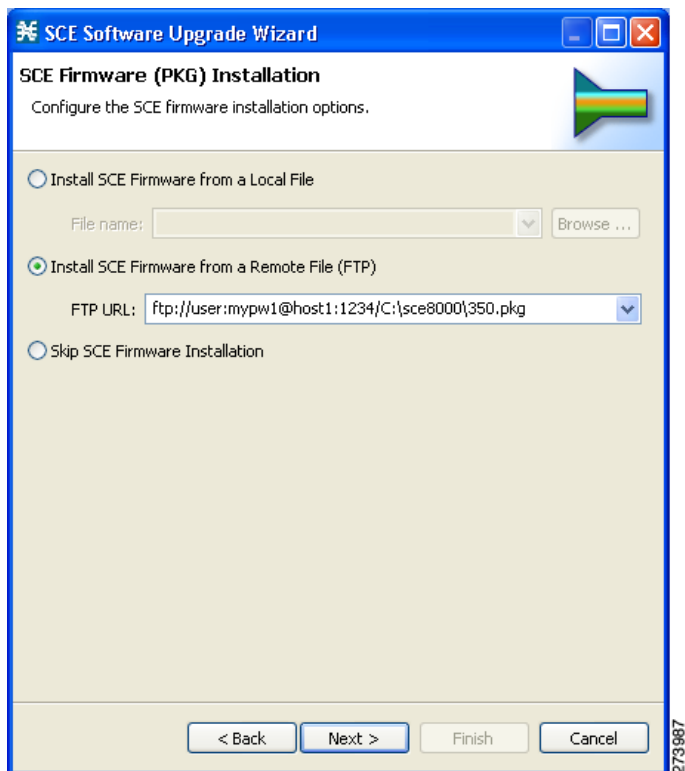 SCE Software Upgrade Wizard
SCE Firmware (PKG) Installation
Configure the SCE firmware installation options.
Install SCE Firmware from a Local File
File name:
Browse ...
Install SCE Firmware from a Remote File (FTP)
FTP URL: ftp://user:mypw1@host1:1234/C:\sce8000\350.pkg
Skip SCE Firmware Installation
< Back Next > Finish Cancel
273987